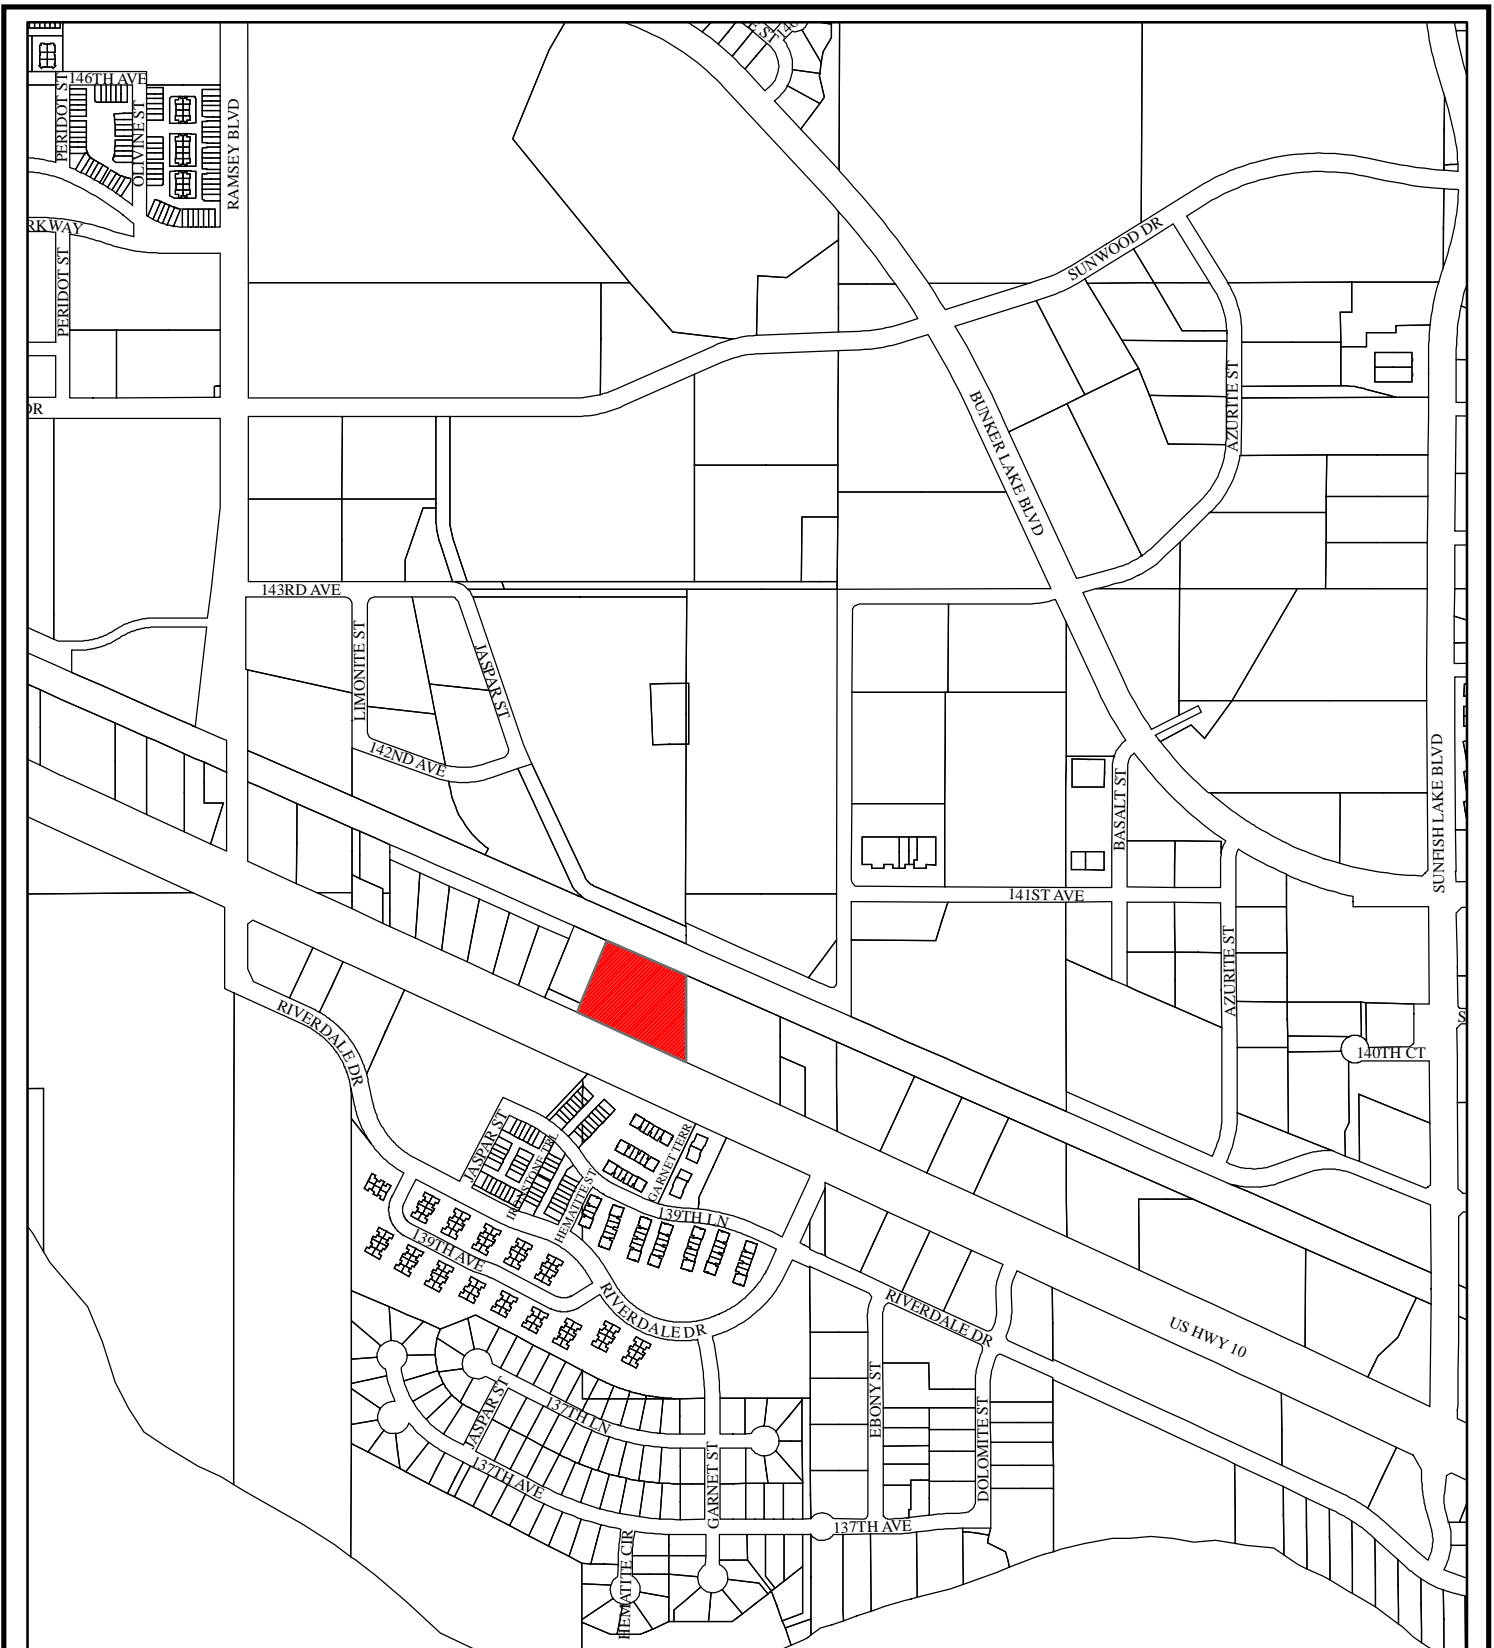 E ST
146TH AVE
PERIDOT ST
OLIVINE ST
RAMSEY BLVD
RKWAY
SUNWOOD DR
PERIDOT ST
DR
AZURITE ST
BUNKER LAKE BLVD
143RD AVE
LIMONITE ST
JASPAR ST
142ND AVE
BASALT ST
SUNFISH LAKE BLVD
141ST AVE
AZURITE ST
S
RIVERDALE DR
140TH CT
JASPAR ST
IRONSTONE TRL
GARNET TERR
HEMATITE ST
139TH LN
139TH AVE
RIVERDALE DR
RIVERDALE DR
US HWY 10
EBONY ST
DOLOMITE ST
JASPAR ST
137TH LN
GARNET ST
137TH AVE
137TH AVE
HEMATITE CIR